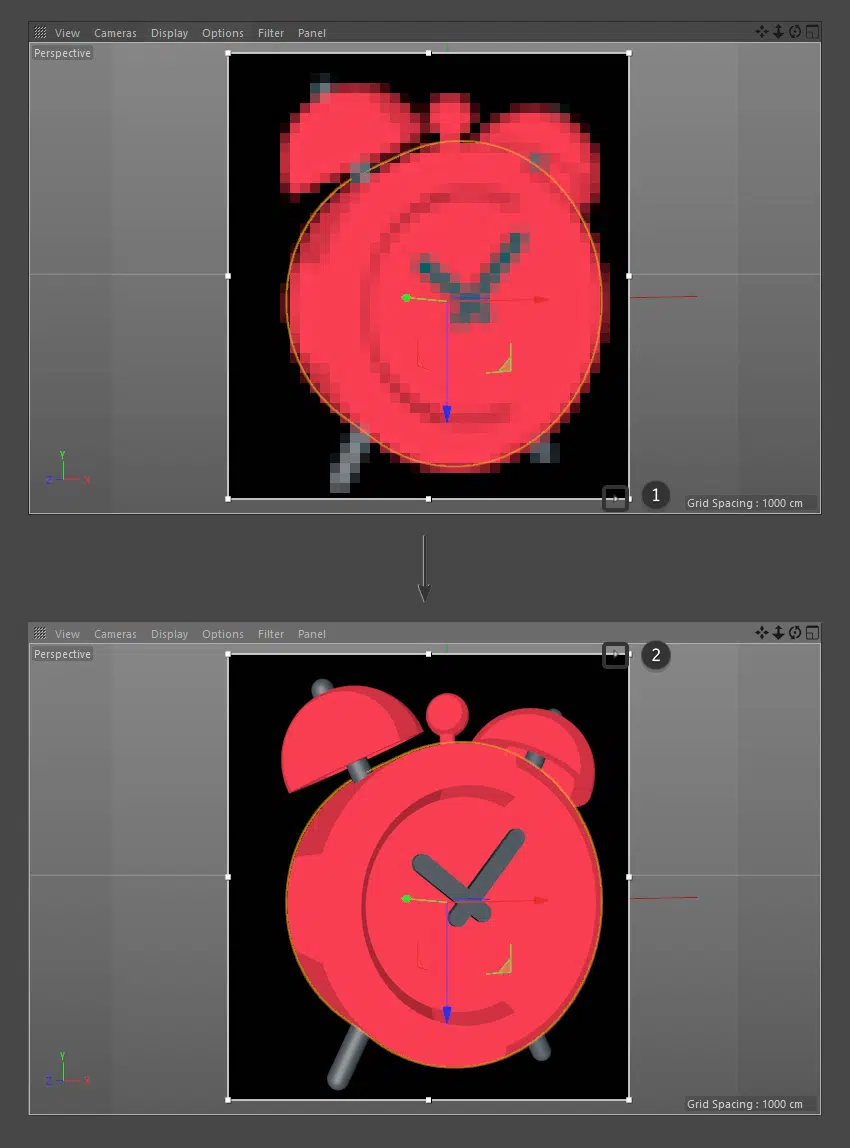 View Cameras Display Options Filter Panel
Perspective
Y
Z X
1
Grid Spacing : 1000 cm
View Cameras Display Options Filter Panel
Perspective
2
Y
Z X
Grid Spacing : 1000 cm